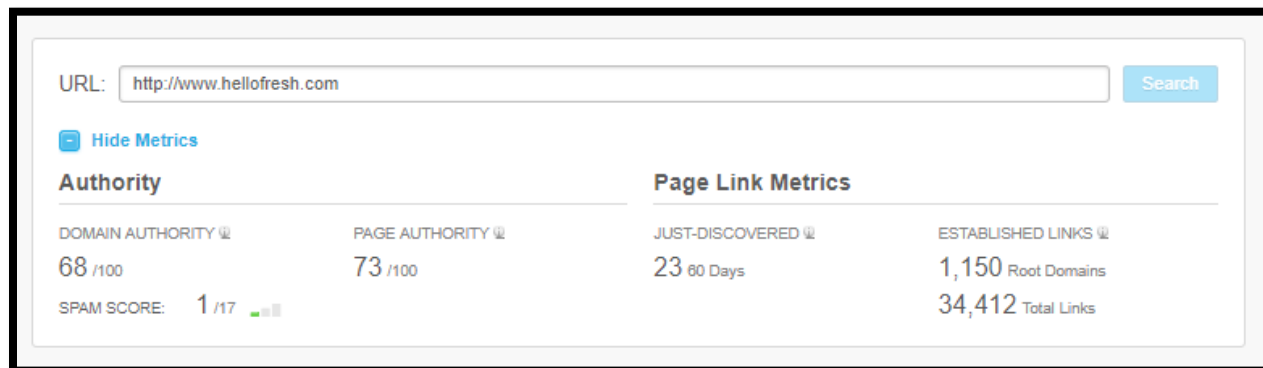 URL: http://www.hellofresh.com Search
Hide Metrics
Authority
DOMAIN AUTHORITY PAGE AUTHORITY
68 /100 73 /100
SPAM SCORE: 1 /17
Page Link Metrics
JUST-DISCOVERED ESTABLISHED LINKS
23 60 Days 1,150 Root Domains
34,412 Total Links